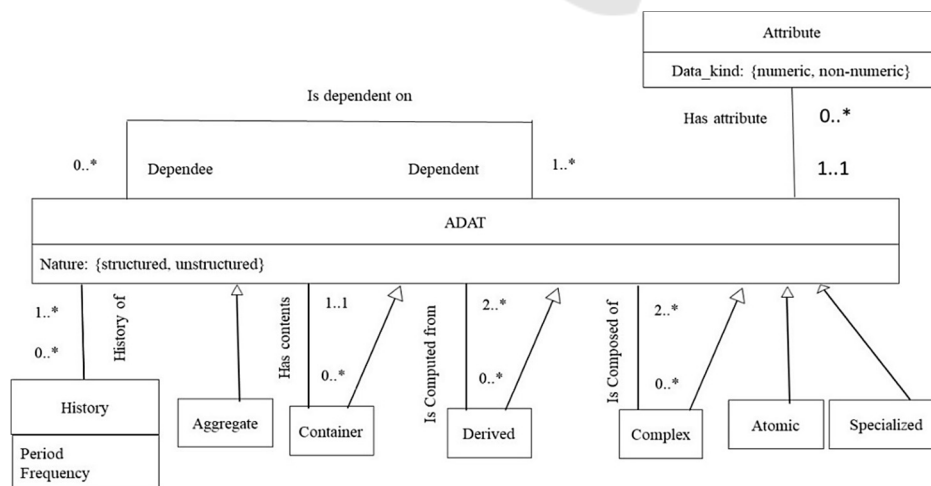 Attribute
Data_kind: {numeric, non-numeric}
Is dependent on
Has attribute
0..*
0..*
Dependee
Dependent
1..*
1..1
ADAT
Nature: {structured, unstructured}
1..*
0..*
History of
Has contents
1..1
0..*
Is Computed from
2..*
0..*
Is Composed of
2..*
0..*
History
Period
Frequency
Aggregate
Container
Derived
Complex
Atomic
Specialized